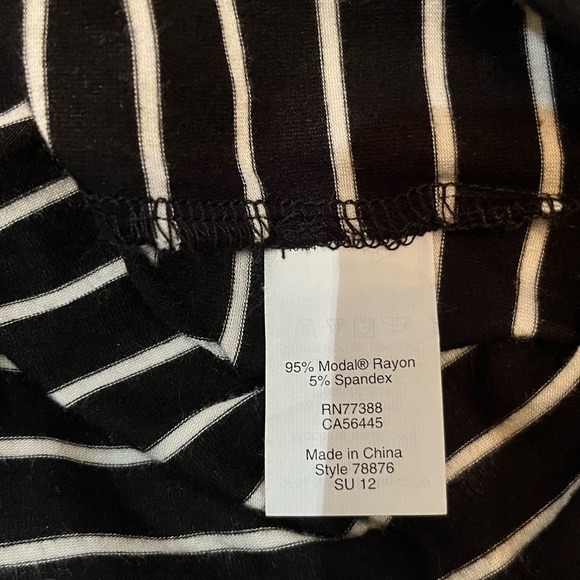 95% Modal® Rayon
5% Spandex
RN77388
CA56445
Made in China
Style 78876
SU 12